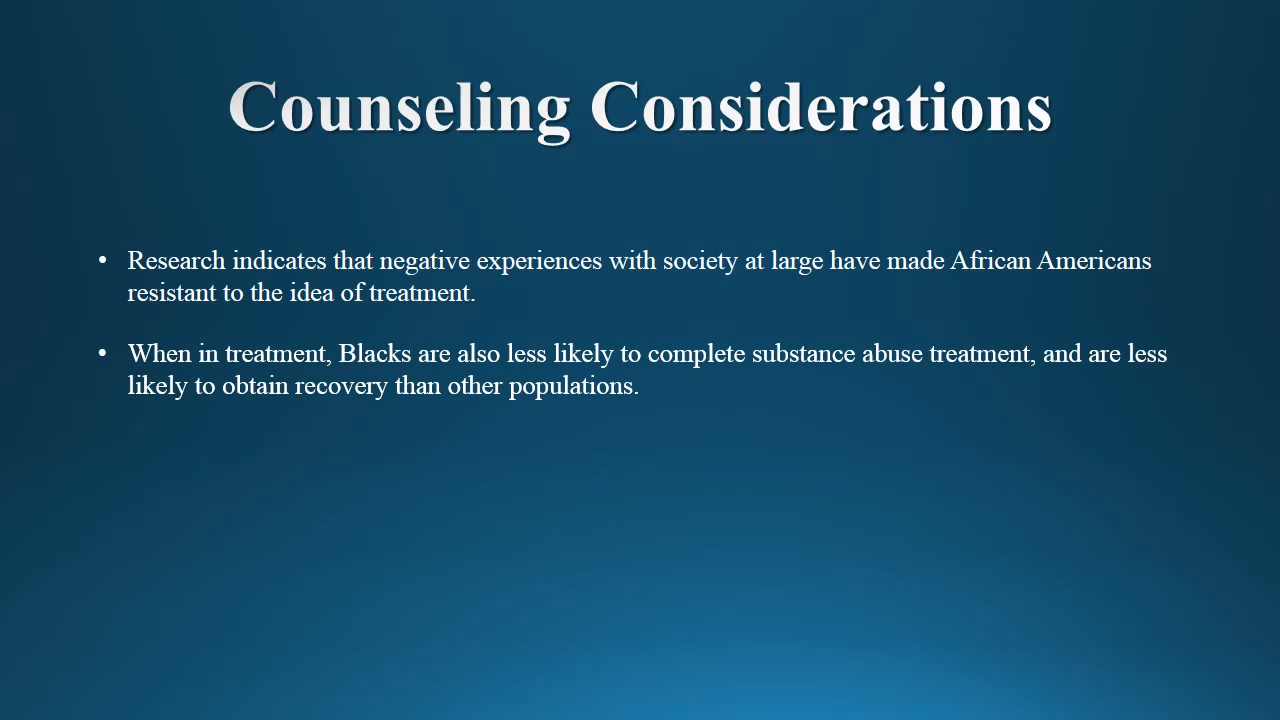 Counseling Considerations
• Research indicates that negative experiences with society at large have made African Americans
resistant to the idea of treatment.
• When in treatment, Blacks are also less likely to complete substance abuse treatment, and are less
likely to obtain recovery than other populations.